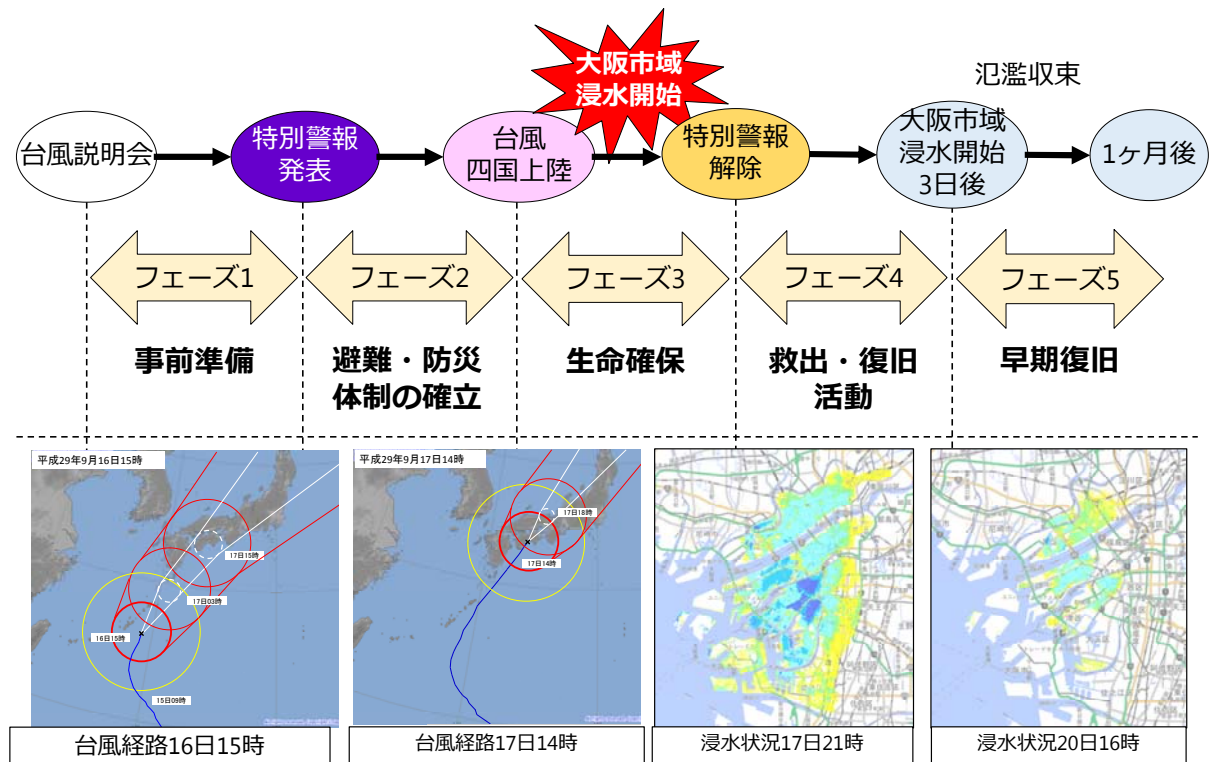 大阪市域
浸水開始
氾濫収束
台風説明会
特別警報
発表
台風
四国上陸
特別警報
解除
大阪市域
浸水開始
3日後
1ヶ月後
フェーズ1
フェーズ2
フェーズ3
フェーズ4
フェーズ5
事前準備
避難・防災
体制の確立
生命確保
救出・復旧
活動
早期復旧
平成29年9月16日15時
17日15時
17日03時
16日15時
15日09時
台風経路16日15時
平成29年9月17日14時
17日18時
17日14時
台風経路17日14時
浸水状況17日21時
浸水状況20日16時